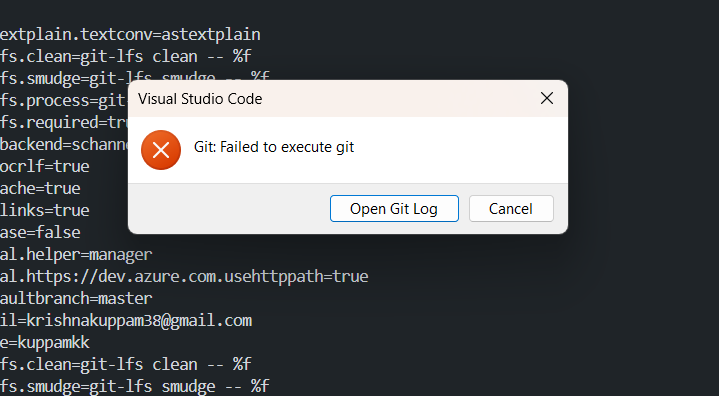 extplain.textconv=astextplain
fs.clean=git-lfs clean -- %f
fs.smudge=git-lfs smudge -- %f
fs.process=git-
fs.required=tru
backend=schann
ocrlf=true
ache=true
links=true
ase=false
al.helper=manager
al.https://dev.azure.com.usehttppath=true
aultbranch=master
il=krishnakuppam38@gmail.com
e=kuppamkk
fs.clean=git-lfs clean -- %f
fs.smudge=git-lfs smudge -- %f
Visual Studio Code
Git: Failed to execute git
Open Git Log
Cancel